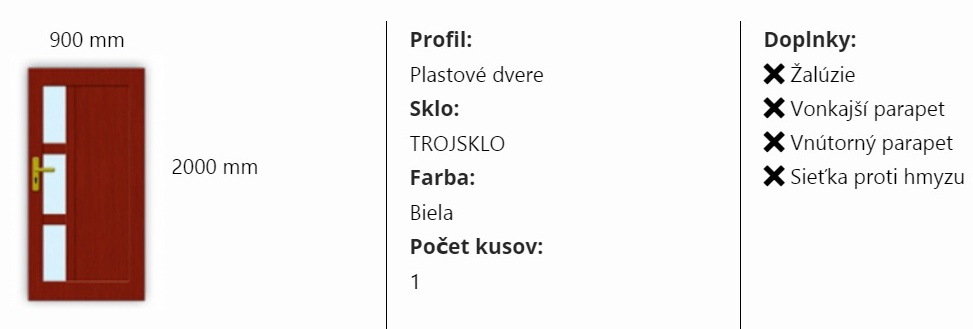 900 mm
2000 mm
Profil:
Plastové dvere
Sklo:
TROJSKLO
Farba:
Biela
Počet kusov:
1
Doplnky:
Žalúzie
Vonkajší parapet
Vnútorný parapet
Sieťka proti hmyzu